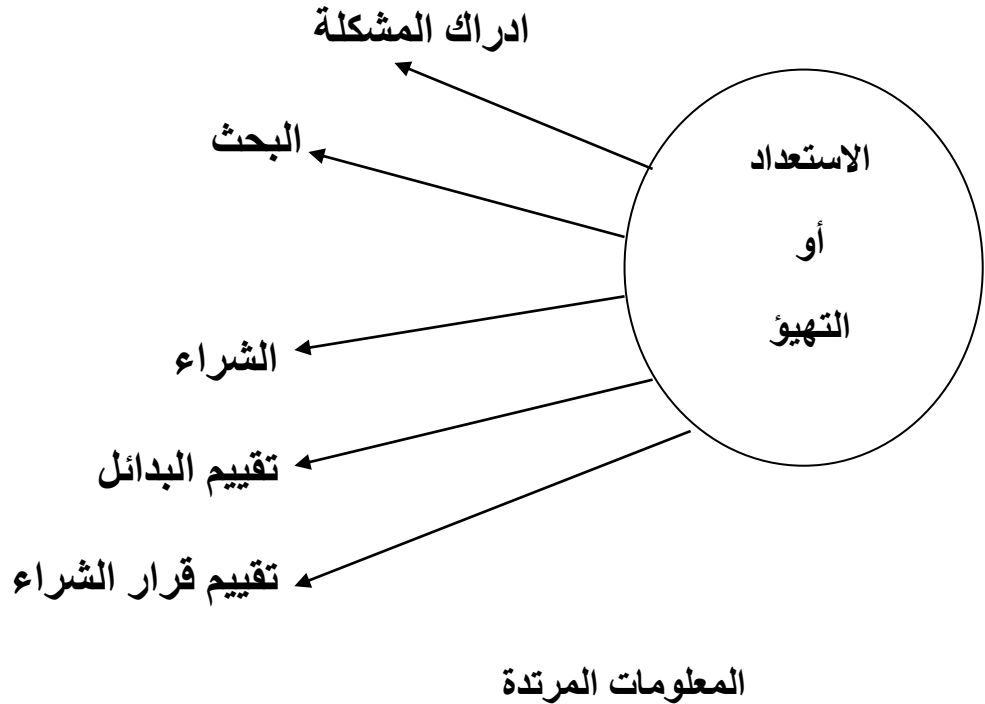 ادراك المشكلة
البحث
الاستعداد
أو
التهيؤ
الشراء
تقييم البدائل
تقييم قرار الشراء
المعلومات المرتدة